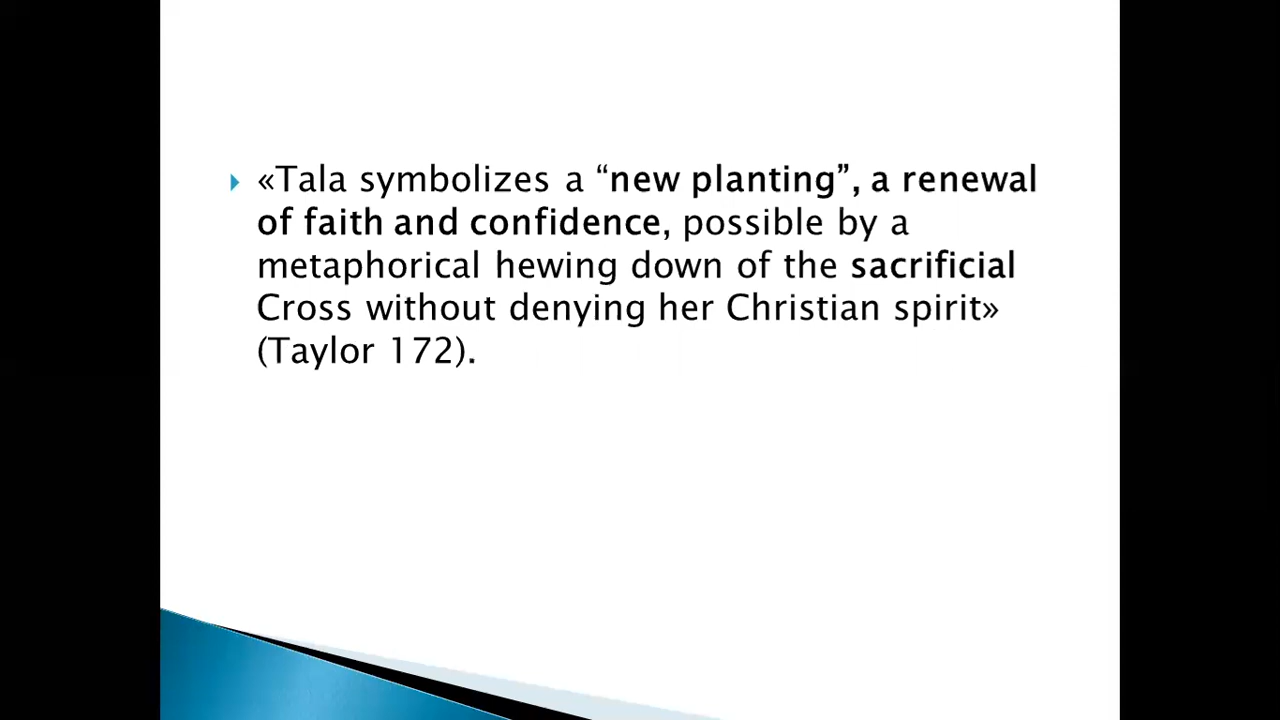 «Tala symbolizes a “new planting”, a renewal
of faith and confidence, possible by a
metaphorical hewing down of the sacrificial
Cross without denying her Christian spirit»
(Taylor 172).